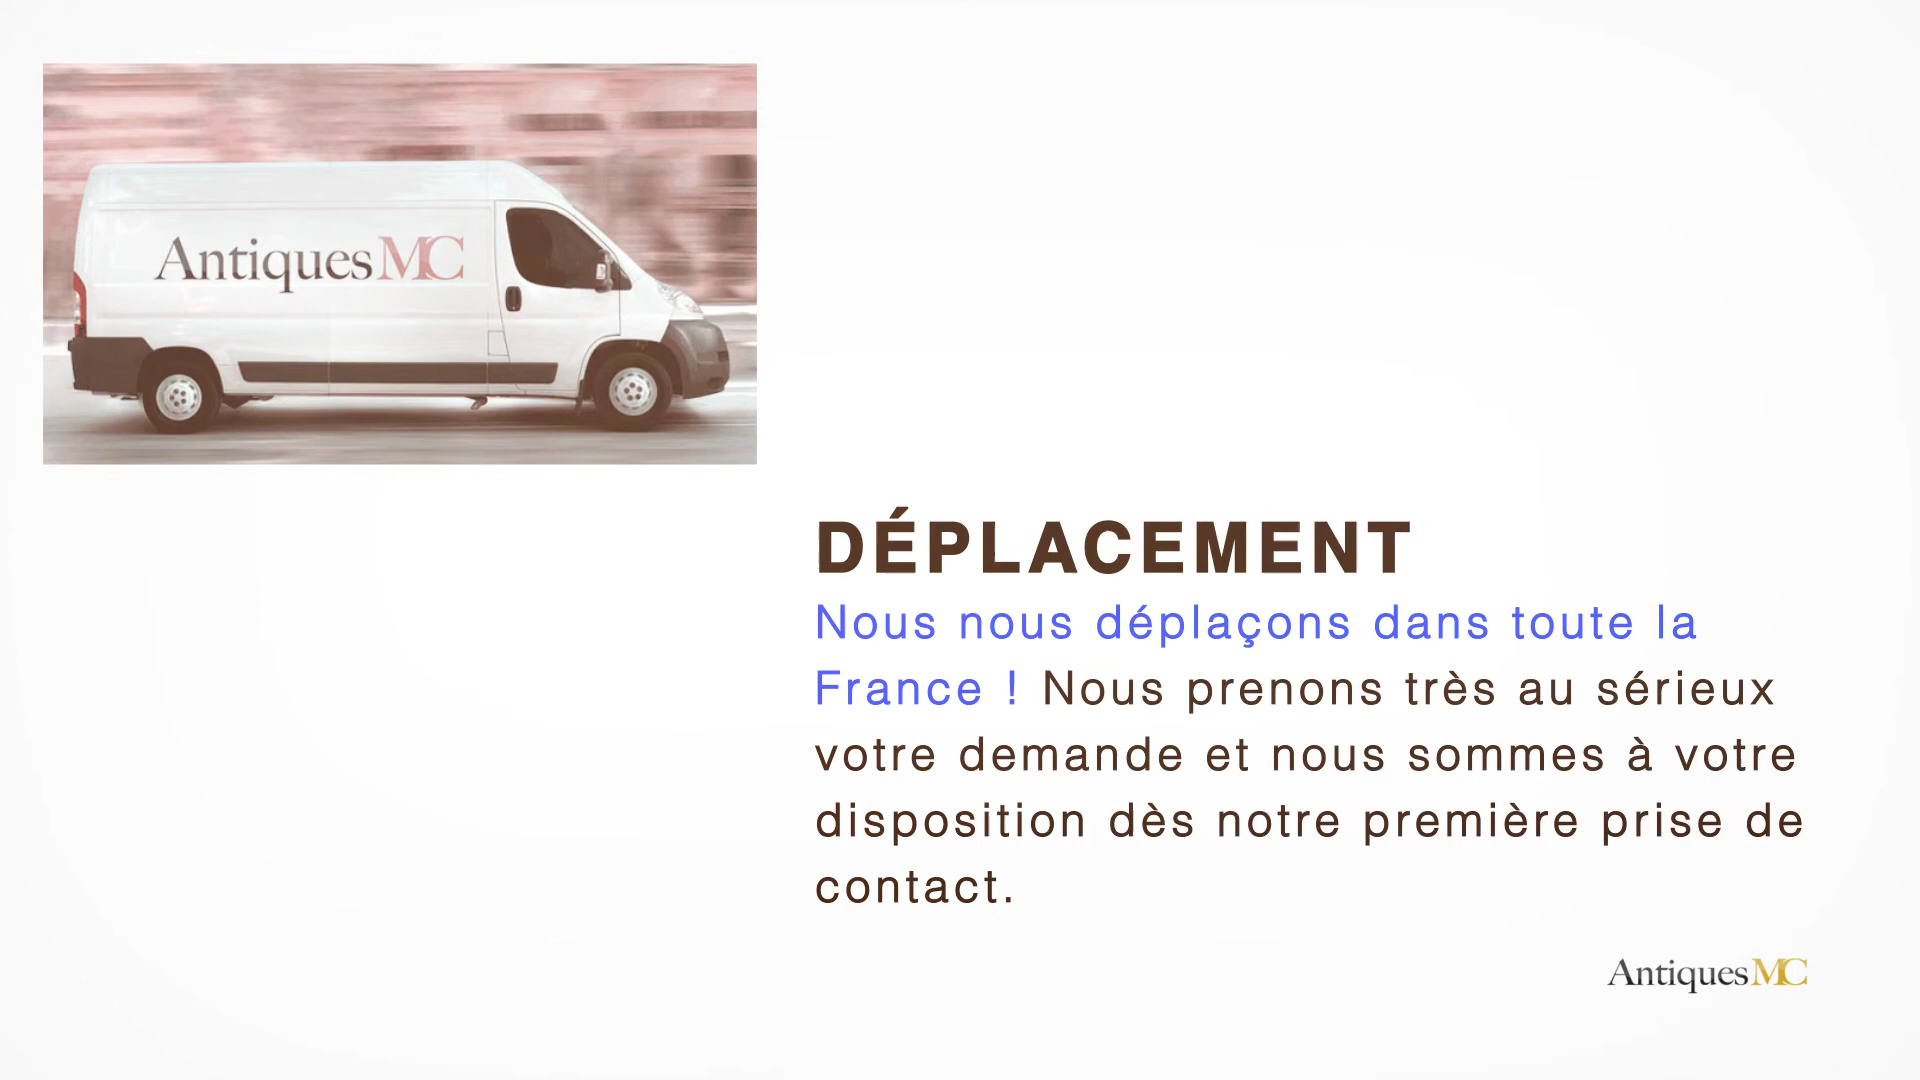 AntiquesMC
DÉPLACEMENT
Nous nous déplaçons dans toute la
France ! Nous prenons très au sérieux
votre demande et nous sommes à votre
disposition dès notre première prise de
contact.
AntiquesMC